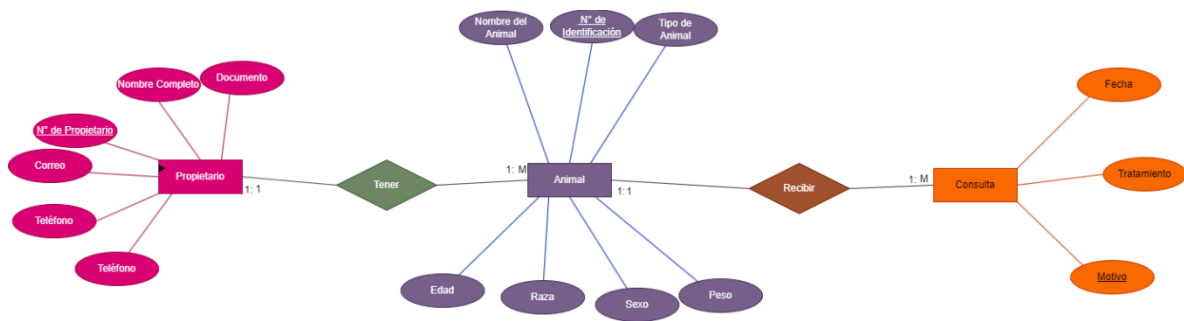 Nombre del
Animal
N° de
Identificación
Tipo de
Animal
Nombre Completo
Documento
Fecha
N° de Propietario
Correo
Propietario
1: 1
Tener
1: M
Animal
1:1
Recibir
1: M
Consulta
Tratamiento
Teléfono
Teléfono
Edad
Raza
Sexo
Peso
Motivo